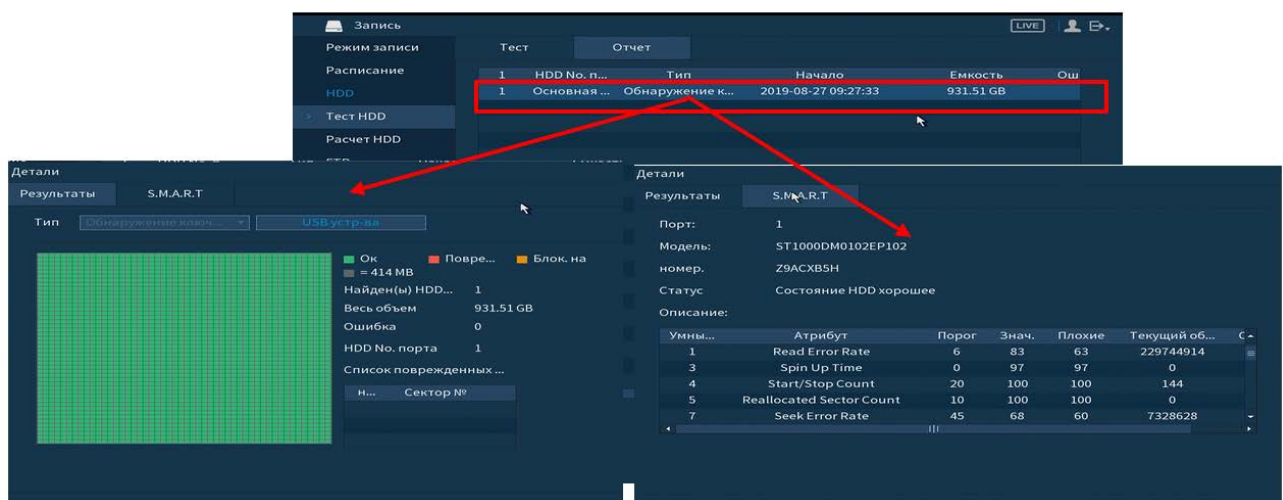 Запись
LIVE
Режим записи
Тест Отчет
Расписание
1 HDD No. п... Тип Начало Емкость Ош
HDD
1 Основная ... Обнаружение к... 2019-08-27 09:27:33 931.51 GB
Тест HDD
Расчет HDD
Детали
Результаты S.M.A.R.T
Тип Обнаружение ключ... USB устр-ва
Ок Повре... Блок. на
= 414 MB
Найден(ы) HDD... 1
Весь объем 931.51 GB
Ошибка 0
HDD No. порта 1
Список поврежденных ...
н... Сектор №
Детали
Результаты S.M.A.R.T
Порт: 1
Модель: ST1000DM0102EP102
номер. Z9ACXB5H
Статус Состояние HDD хорошее
Описание:
Умны... Атрибут Порог Знач. Плохие Текущий об...
1 Read Error Rate 6 83 63 229744914
3 Spin Up Time 0 97 97 0
4 Start/Stop Count 20 100 100 144
5 Reallocated Sector Count 10 100 100 0
7 Seek Error Rate 45 68 60 7328628